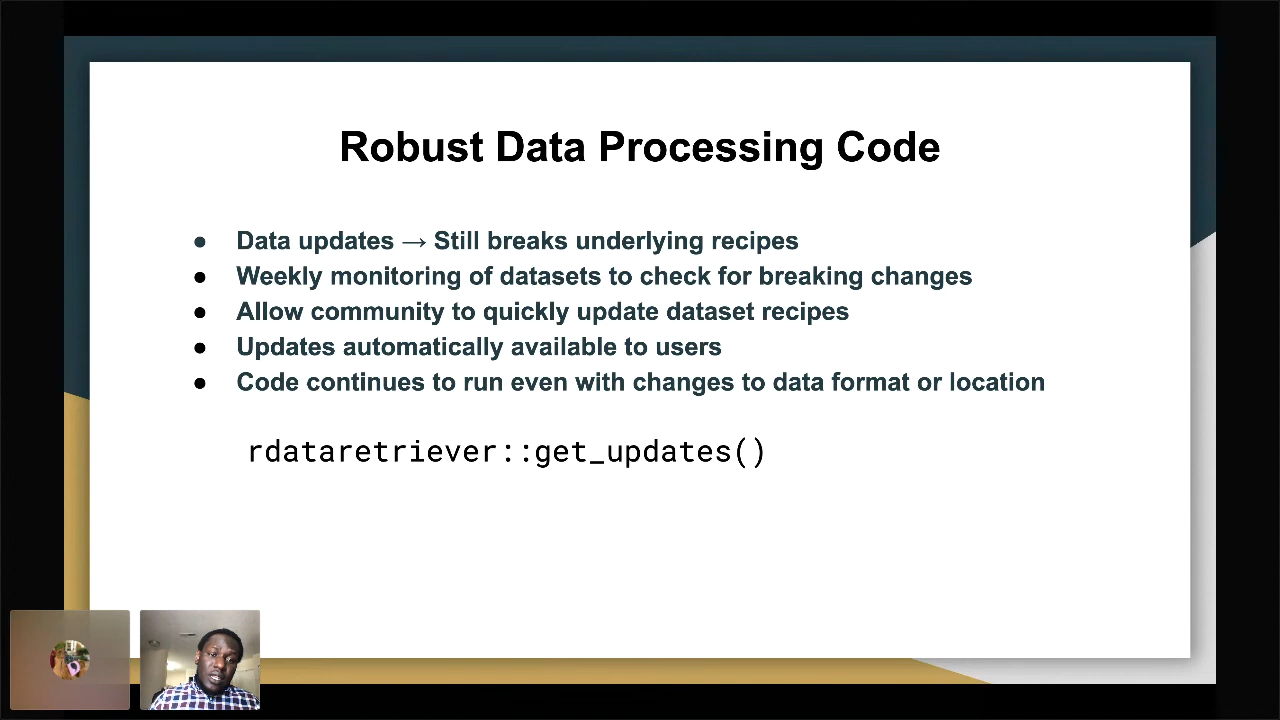 Robust Data Processing Code
● Data updates → Still breaks underlying recipes
● Weekly monitoring of datasets to check for breaking changes
● Allow community to quickly update dataset recipes
● Updates automatically available to users
● Code continues to run even with changes to data format or location
rdataretriever::get_updates()